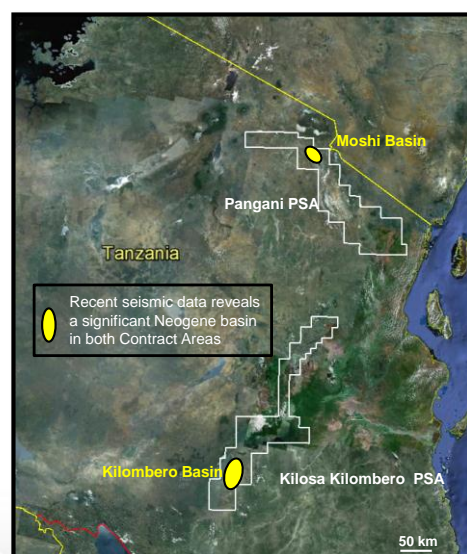 Moshi Basin
Pangani PSA
Tanzania
Recent seismic data reveals
a significant Neogene basin
in both Contract Areas
Kilombero Basin
Kilosa Kilombero PSA
50 km